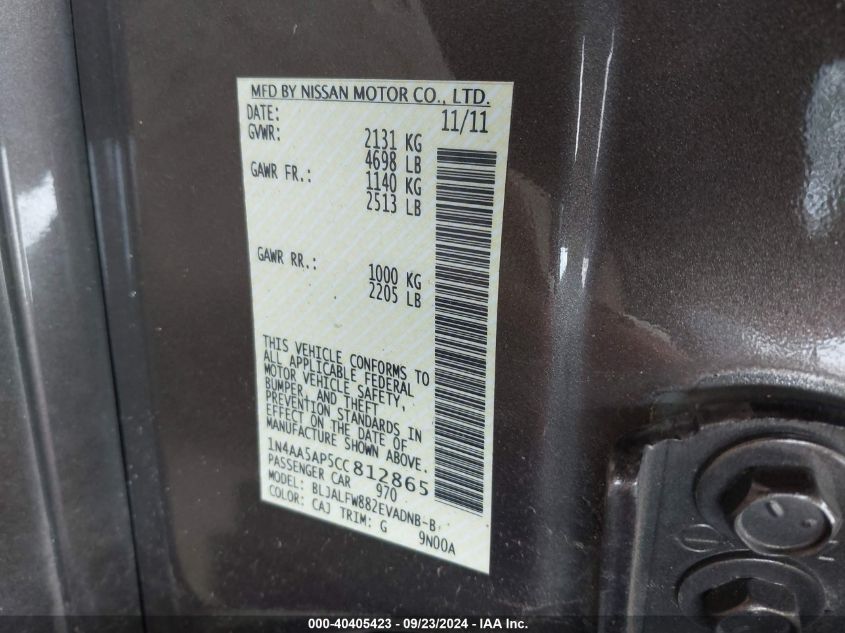 MFD BY NISSAN MOTOR CO., LTD.
DATE: 11/11
GVWR: 2131 KG
4698 LB
GAWR FR.: 1140 KG
2513 LB
GAWR RR.: 1000 KG
2205 LB
THIS VEHICLE CONFORMS TO
ALL APPLICABLE FEDERAL
MOTOR VEHICLE SAFETY,
BUMPER, AND THEFT
PREVENTION STANDARDS IN
EFFECT ON THE DATE OF
MANUFACTURE SHOWN ABOVE.
1N4AA5AP5CC812865
PASSENGER CAR 970
MODEL: BLJALFW882EVADNB-B
COLOR: CAJ TRIM: G 9N00A
000-40405423 - 09/23/2024 - IAA Inc.